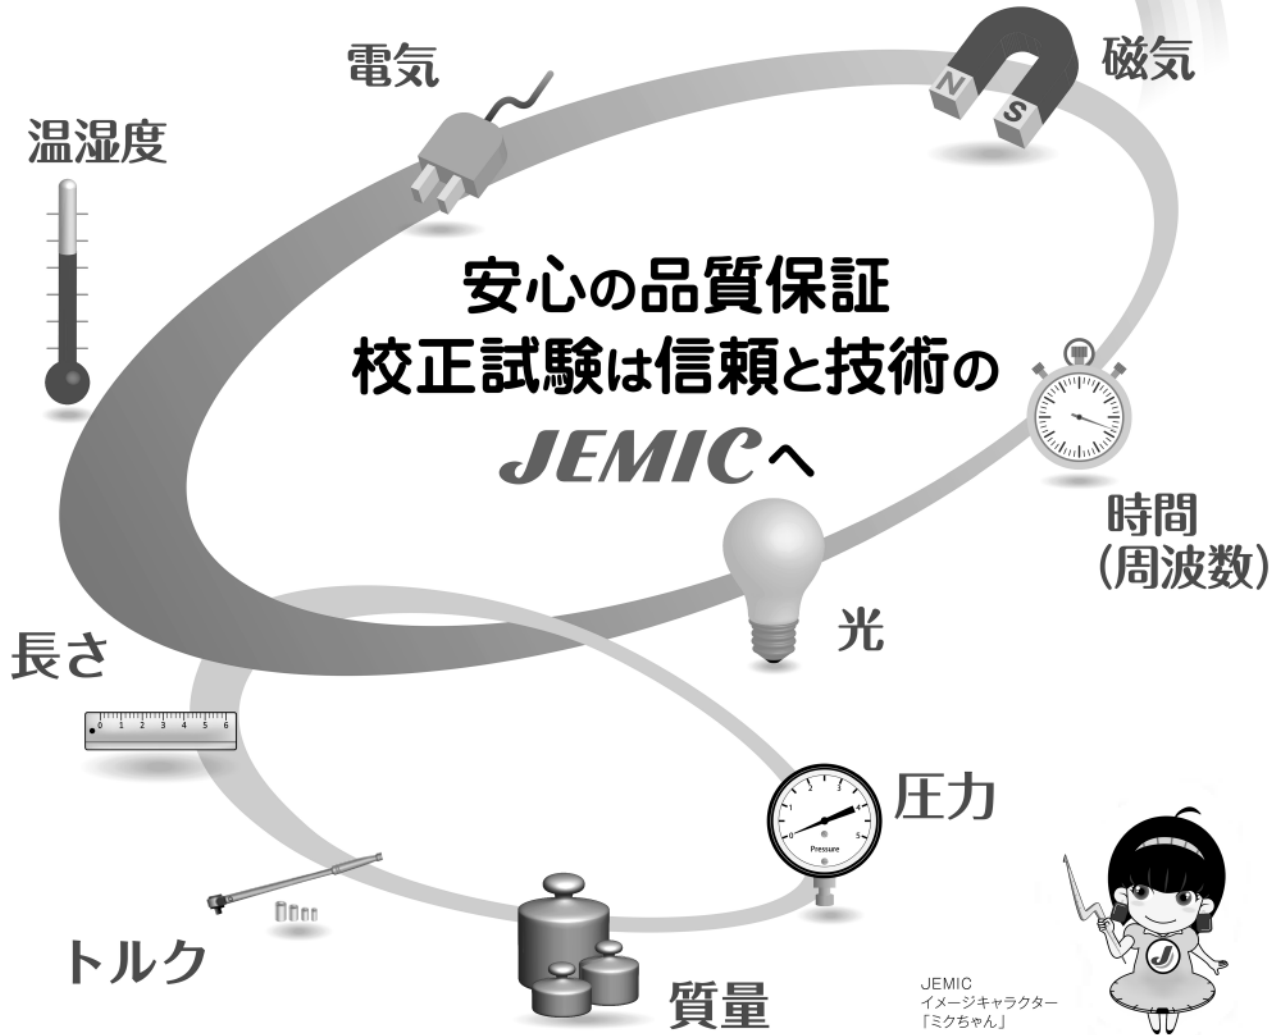 電気
磁気
温湿度
N
S
安心の品質保証
校正試験は信頼と技術の
JEMICへ
時間
(周波数)
光
長さ
0 1 2 3 4 5 6
圧力
0 1 2 3 4 5
Pressure
トルク
質量
J
JEMIC
イメージキャラクター
「ミクちゃん」